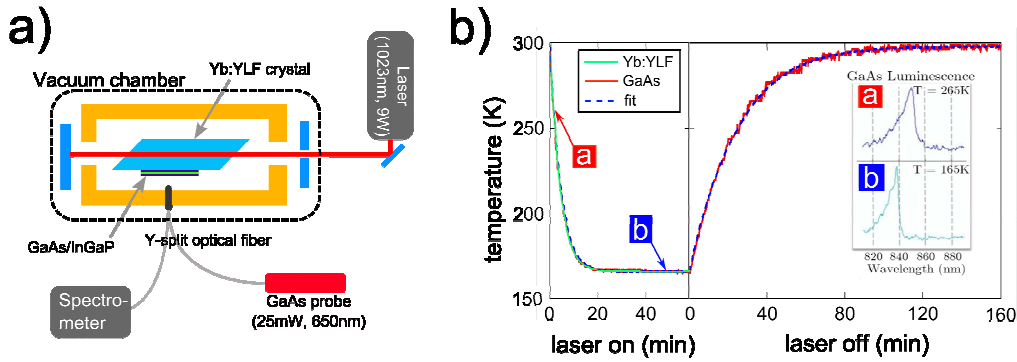 a)
Vacuum chamber
Yb:YLF crystal
Laser
(1023nm, 9W)
GaAs/InGaP
Y-split optical fiber
Spectro-
meter
GaAs probe
(25mW, 650nm)
b)
temperature (K)
300
250
200
150
Yb:YLF
GaAs
fit
a
b
0
20
40
0
40
80
120
160
laser on (min)
laser off (min)
GaAs Luminescence
a
T = 265K
b
T = 165K
820
840
860
880
Wavelength (nm)